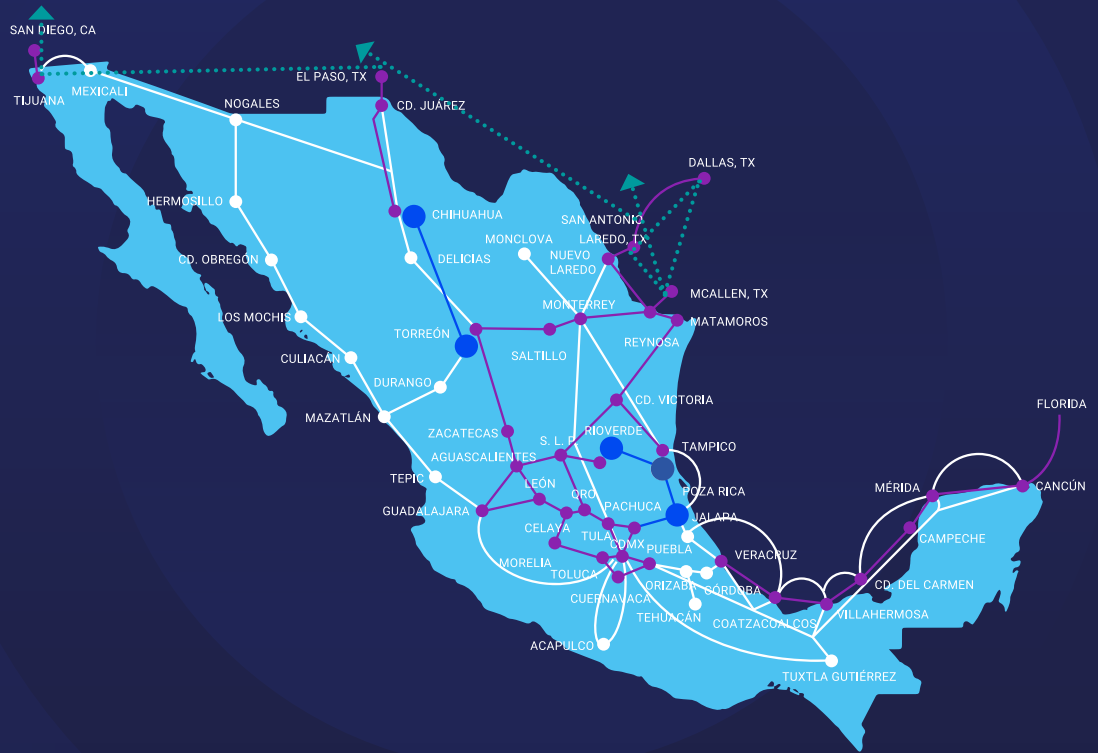 SAN DIEGO, CA
TIJUANA
MEXICALI
NOGALES
EL PASO, TX
CD. JUÁREZ
DALLAS, TX
HERMOSILLO
CHIHUAHUA
SAN ANTONIO
LAREDO, TX
MONCLOVA
NUEVO
LAREDO
CD. OBREGÓN
DELICIAS
MCALLEN, TX
MONTERREY
LOS MOCHIS
MATAMOROS
TORREÓN
REYNOSA
SALTILLO
CULIACÁN
DURANGO
CD. VICTORIA
MAZATLÁN
FLORIDA
ZACATECAS
RIOVERDE
S. L. P.
TAMPICO
AGUASCALIENTES
TEPIC
LEÓN
MÉRIDA
CANCÚN
POZA RICA
QRO
GUADALAJARA
PACHUCA
JALAPA
CELAYA
TULA
CAMPECHE
CDMX
PUEBLA
VERACRUZ
MORELIA
TOLUCA
ORIZABA
CÓRDOBA
CD. DEL CARMEN
CUERNAVACA
TEHUACÁN
COATZACOALCOS
VILLAHERMOSA
ACAPULCO
TUXTLA GUTIÉRREZ